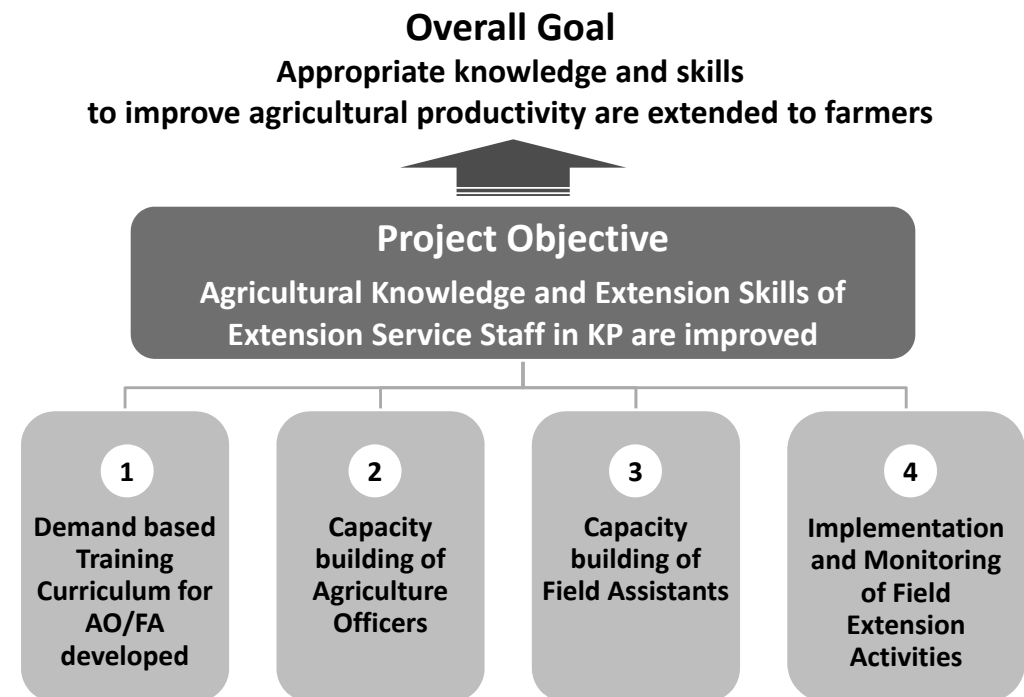 Overall Goal
Appropriate knowledge and skills
to improve agricultural productivity are extended to farmers
Project Objective
Agricultural Knowledge and Extension Skills of
Extension Service Staff in KP are improved
1
Demand based
Training
Curriculum for
AO/FA
developed
2
Capacity
building of
Agriculture
Officers
3
Capacity
building of
Field Assistants
4
Implementation
and Monitoring
of Field
Extension
Activities